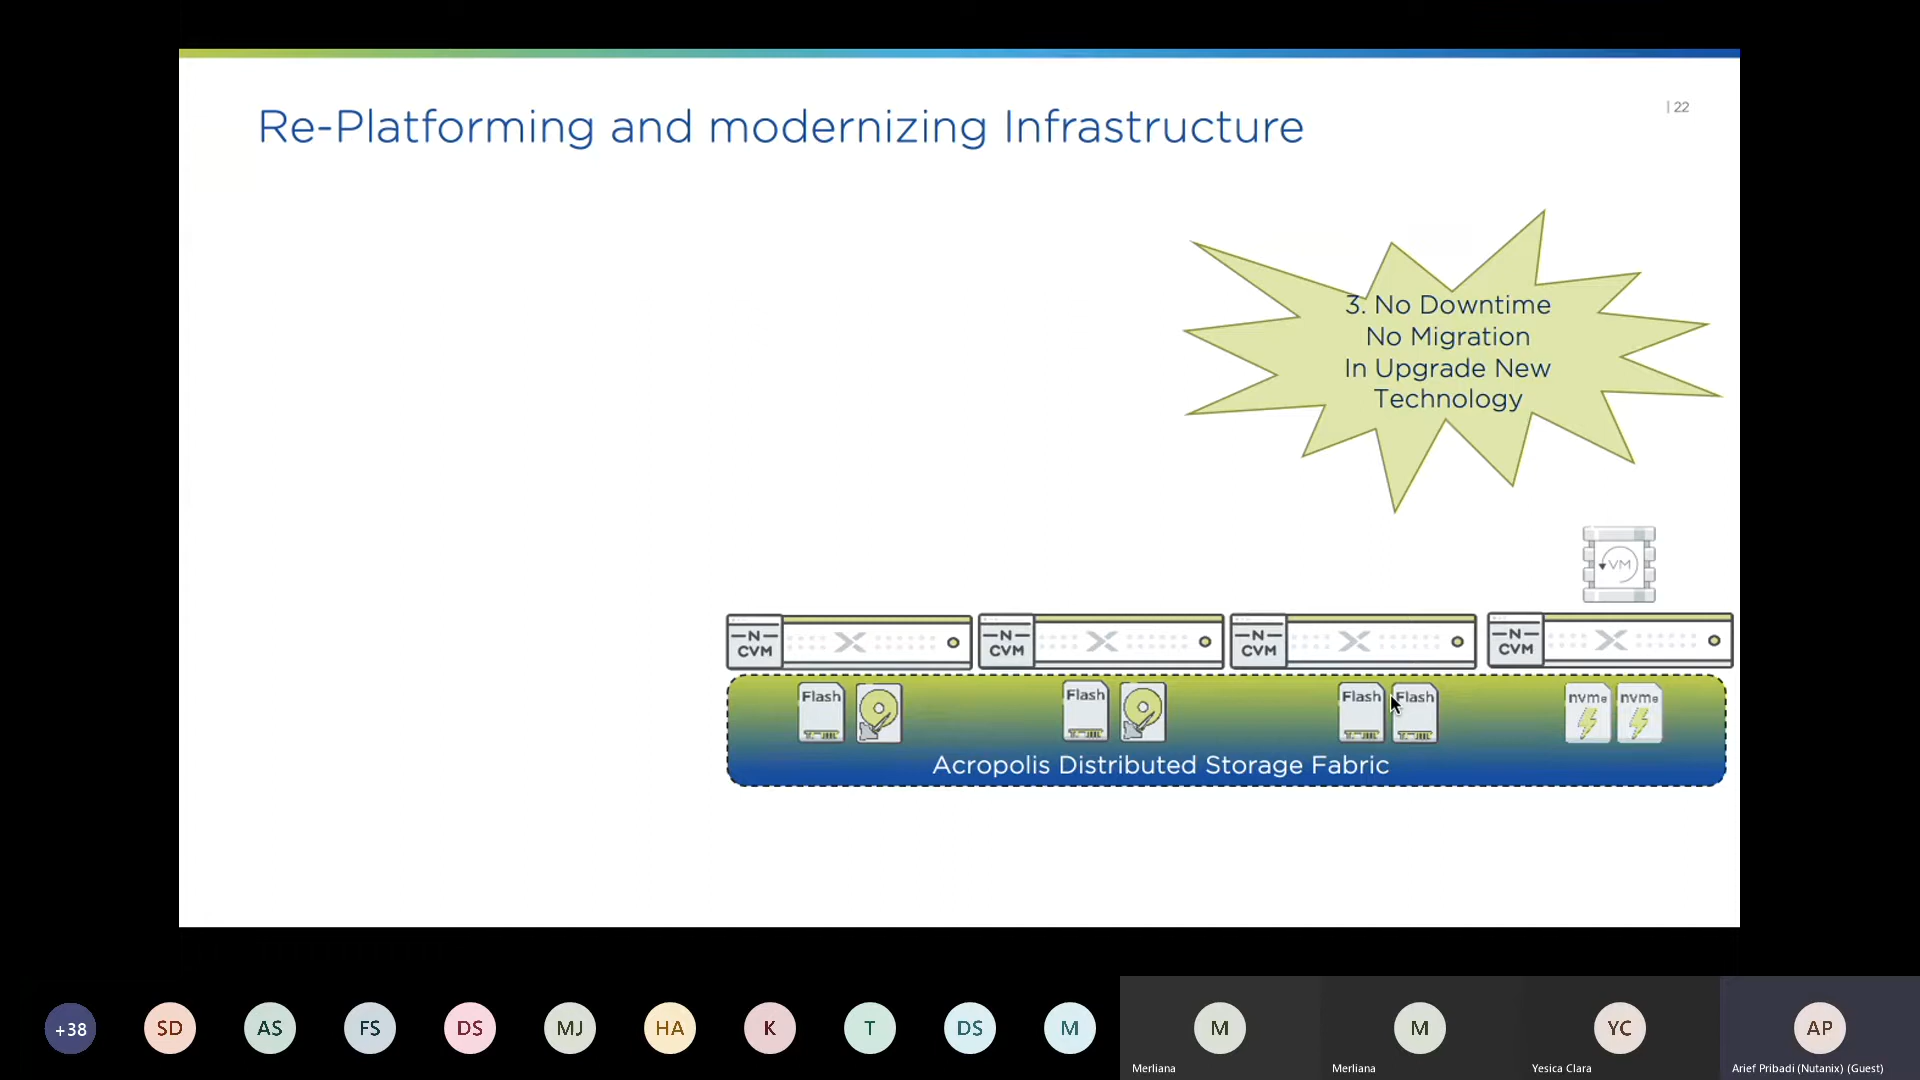 Re-Platforming and modernizing Infrastructure
| 22
3. No Downtime
No Migration
In Upgrade New
Technology
VM
N
CVM
N
CVM
N
CVM
N
CVM
Flash
Flash
Flash
Flash
nvme
nvme
Acropolis Distributed Storage Fabric
+38
SD
AS
FS
DS
MJ
HA
K
T
DS
M
M
M
YC
AP
Merliana
Merliana
Yesica Clara
Arief Pribadi (Nutanix) (Guest)